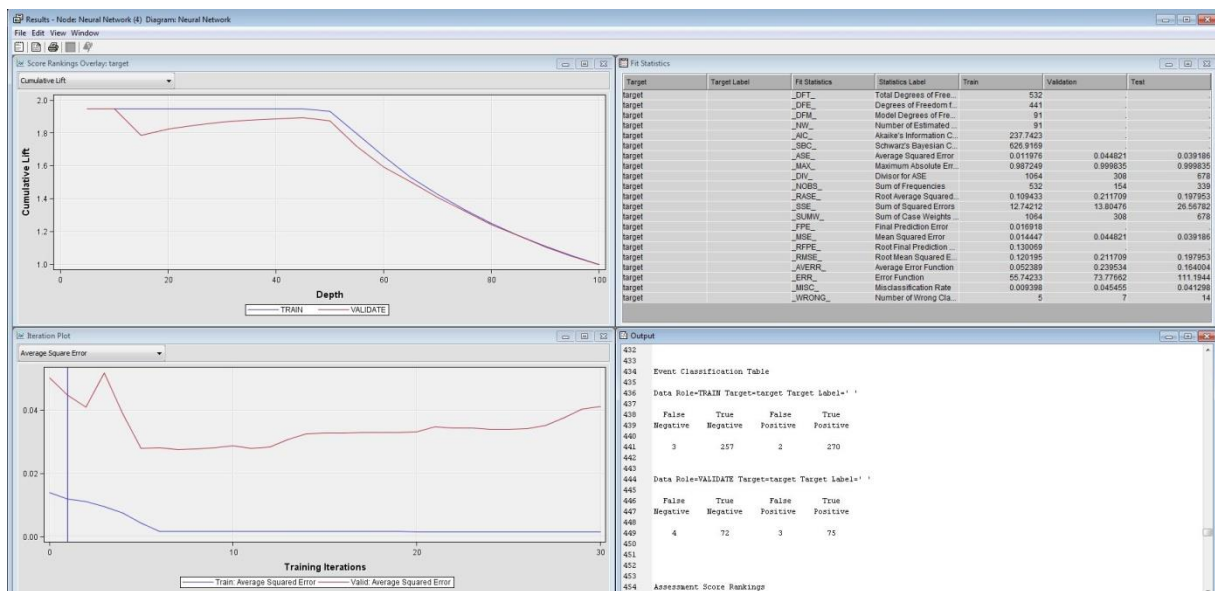 Results - Node: Neural Network (4) Diagram: Neural Network
File Edit View Window
Score Rankings Overlay: target
Cumulative Lift
2.0
1.8
1.6
1.4
1.2
1.0
Cumulative Lift
0 20 40 60 80 100
Depth
TRAIN VALIDATE
Fit Statistics
Target Target Label Fit Statistics Statistics Label Train Validation Test
target _DFT_ Total Degrees of Free... 532 . .
target _DFE_ Degrees of Freedom f... 441 . .
target _DFM_ Model Degrees of Fre... 91 . .
target _NW_ Number of Estimated ... 91 . .
target _AIC_ Akaike's Information C... 237.7423 . .
target _SBC_ Schwarz's Bayesian C... 626.9169 . .
target _ASE_ Average Squared Error 0.011976 0.044821 0.039186
target _MAX_ Maximum Absolute Err... 0.987249 0.999835 0.999835
target _DIV_ Divisor for ASE 1064 308 678
target _NOBS_ Sum of Frequencies 532 154 339
target _RASE_ Root Average Squared... 0.109433 0.211709 0.197953
target _SSE_ Sum of Squared Errors 12.74212 13.80476 26.56782
target _SUMW_ Sum of Case Weights ... 1064 308 678
target _FPE_ Final Prediction Error 0.016918 . .
target _MSE_ Mean Squared Error 0.014447 0.044821 0.039186
target _RFPE_ Root Final Prediction ... 0.130069 . .
target _RMSE_ Root Mean Squared E... 0.120195 0.211709 0.197953
target _AVERR_ Average Error Function 0.052389 0.239534 0.164004
target _ERR_ Error Function 55.74233 73.77662 111.1944
target _MISC_ Misclassification Rate 0.009398 0.045455 0.041298
target _WRONG_ Number of Wrong Cla... 5 7 14
Iteration Plot
Average Square Error
0.04
0.02
0.00
0 10 20 30
Training Iterations
Train: Average Squared Error Valid: Average Squared Error
Output
432
433
434 Event Classification Table
435
436 Data Role=TRAIN Target=target Target Label=' '
437
438 False True False True
439 Negative Negative Positive Positive
440
441 3 257 2 270
442
443
444 Data Role=VALIDATE Target=target Target Label=' '
445
446 False True False True
447 Negative Negative Positive Positive
448
449 4 72 3 75
450
451
452
453
454 Assessment Score Rankings